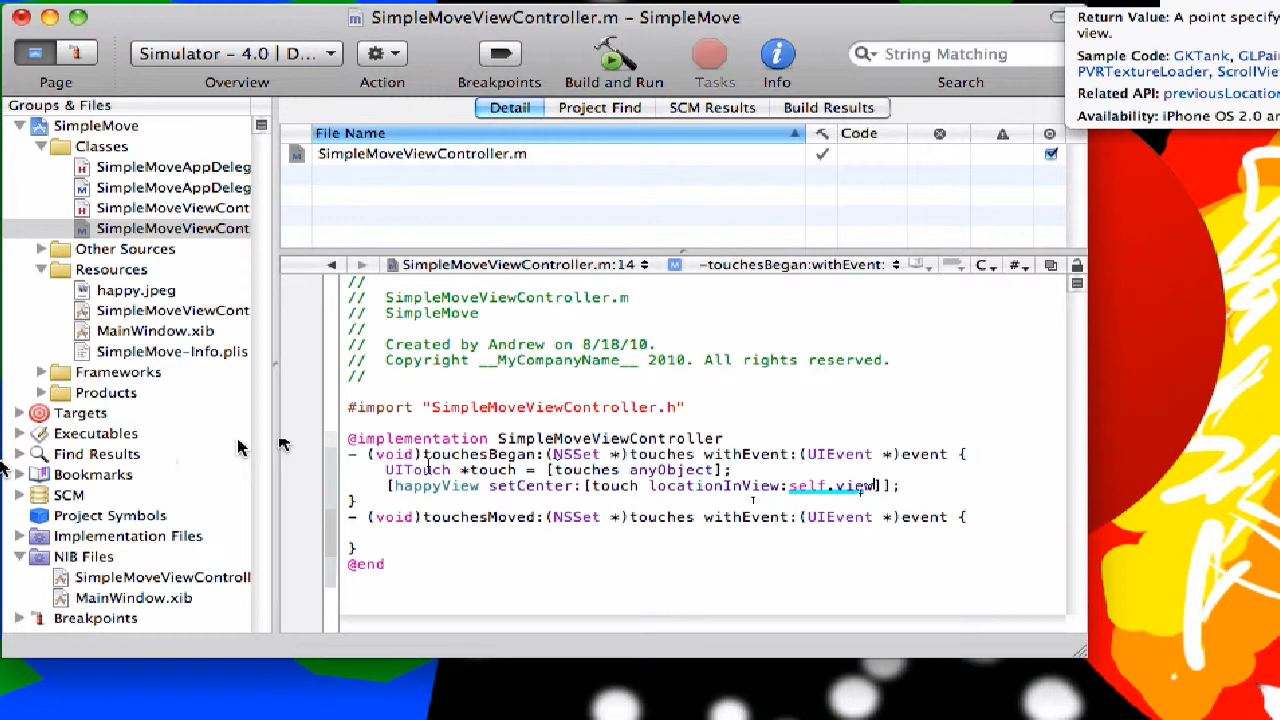 SimpleMoveViewController.m – SimpleMove
Return Value: A point specify
view.
Sample Code: GKTank, GLPai
PVRTextureLoader, ScrollVie
Related API: previousLocation
Availability: iPhone OS 2.0 an
Simulator – 4.0 | D...
String Matching
Page
Overview
Action
Breakpoints
Build and Run
Tasks
Info
Search
Groups & Files
Detail
Project Find
SCM Results
Build Results
File Name
Code
SimpleMoveViewController.m
SimpleMove
Classes
SimpleMoveAppDeleg
SimpleMoveAppDeleg
SimpleMoveViewCont
SimpleMoveViewCont
Other Sources
Resources
happy.jpeg
SimpleMoveViewCont
MainWindow.xib
SimpleMove-Info.plis
Frameworks
Products
Targets
Executables
Find Results
Bookmarks
SCM
Project Symbols
Implementation Files
NIB Files
SimpleMoveViewControll
MainWindow.xib
Breakpoints
SimpleMoveViewController.m:14
-touchesBegan:withEvent:
C
#
//
// SimpleMoveViewController.m
// SimpleMove
//
// Created by Andrew on 8/18/10.
// Copyright __MyCompanyName__ 2010. All rights reserved.
//
#import "SimpleMoveViewController.h"
@implementation SimpleMoveViewController
- (void)touchesBegan:(NSSet *)touches withEvent:(UIEvent *)event {
UITouch *touch = [touches anyObject];
[happyView setCenter:[touch locationInView:self.view]];
}
- (void)touchesMoved:(NSSet *)touches withEvent:(UIEvent *)event {
}
@end